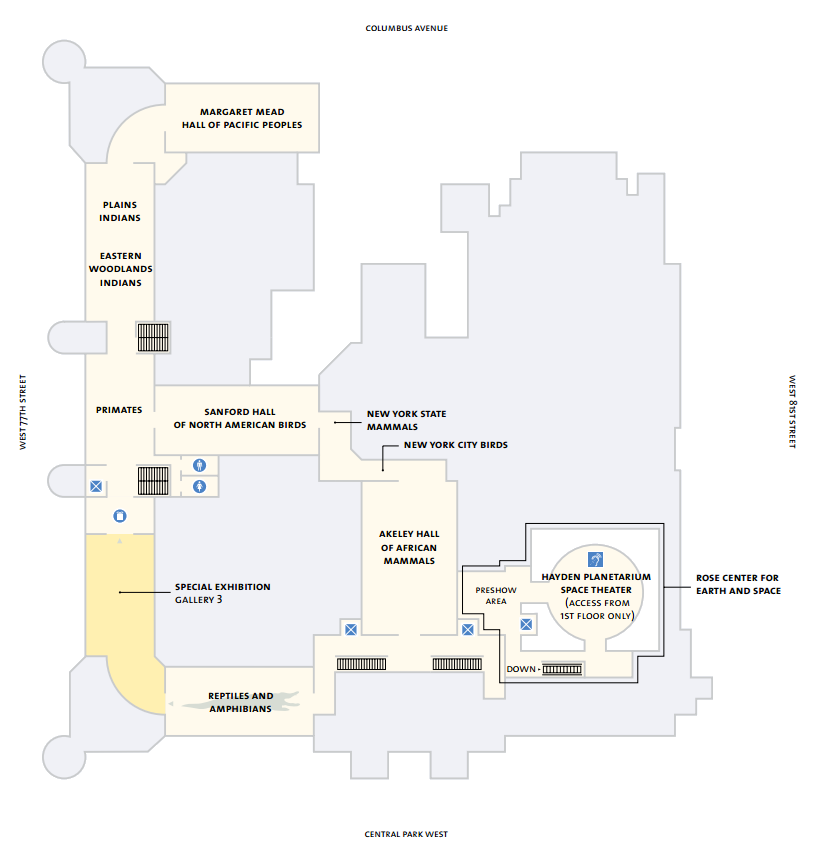 COLUMBUS AVENUE
MARGARET MEAD
HALL OF PACIFIC PEOPLES
PLAINS
INDIANS
EASTERN
WOODLANDS
INDIANS
WEST 77TH STREET
WEST 81ST STREET
PRIMATES
SANFORD HALL
OF NORTH AMERICAN BIRDS
NEW YORK STATE
MAMMALS
NEW YORK CITY BIRDS
AKELEY HALL
OF AFRICAN
MAMMALS
SPECIAL EXHIBITION
GALLERY 3
PRESHOW
AREA
HAYDEN PLANETARIUM
SPACE THEATER
(ACCESS FROM
1ST FLOOR ONLY)
ROSE CENTER FOR
EARTH AND SPACE
DOWN
REPTILES AND
AMPHIBIANS
CENTRAL PARK WEST